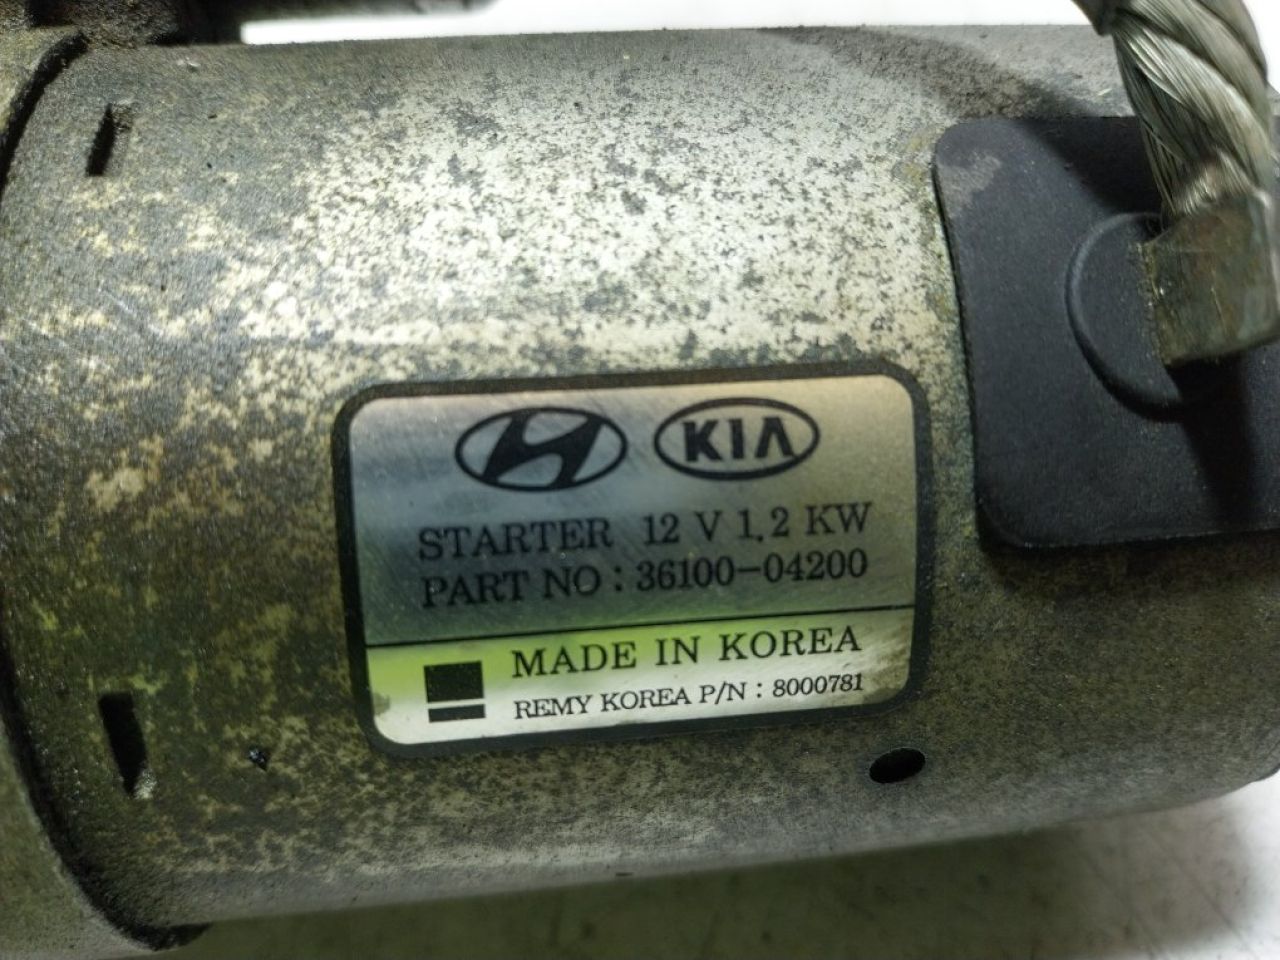 KIA
STARTER 12 V 1.2 KW
PART NO : 36100-04200
MADE IN KOREA
REMY KOREA P/N : 8000781